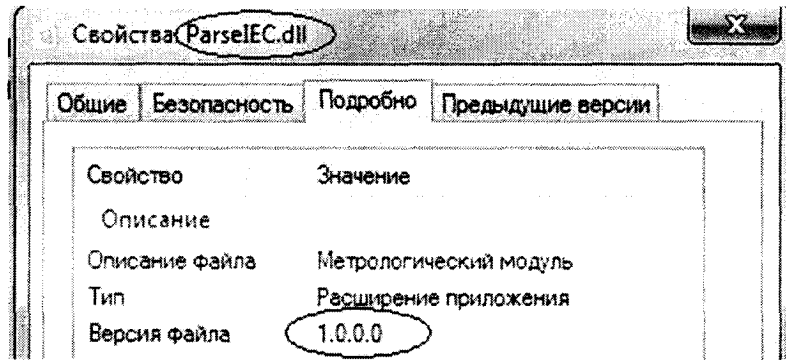 Свойства: ParseIEC.dll
Общие Безопасность Подробно Предыдущие версии
Свойство Значение
Описание
Описание файла Метрологический модуль
Тип Расширение приложения
Версия файла 1.0.0.0